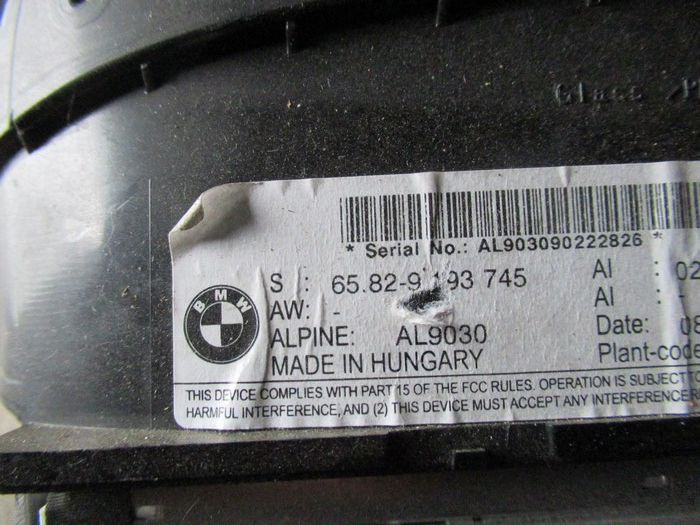 Glass /P
* Serial No.: AL903090222826 *
S : 65.82-9 193 745 AI : 02
AW: - AI : -
ALPINE: AL9030 Date: 08
MADE IN HUNGARY Plant-code
BMW
THIS DEVICE COMPLIES WITH PART 15 OF THE FCC RULES. OPERATION IS SUBJECT
HARMFUL INTERFERENCE, AND (2) THIS DEVICE MUST ACCEPT ANY INTERFERENCE